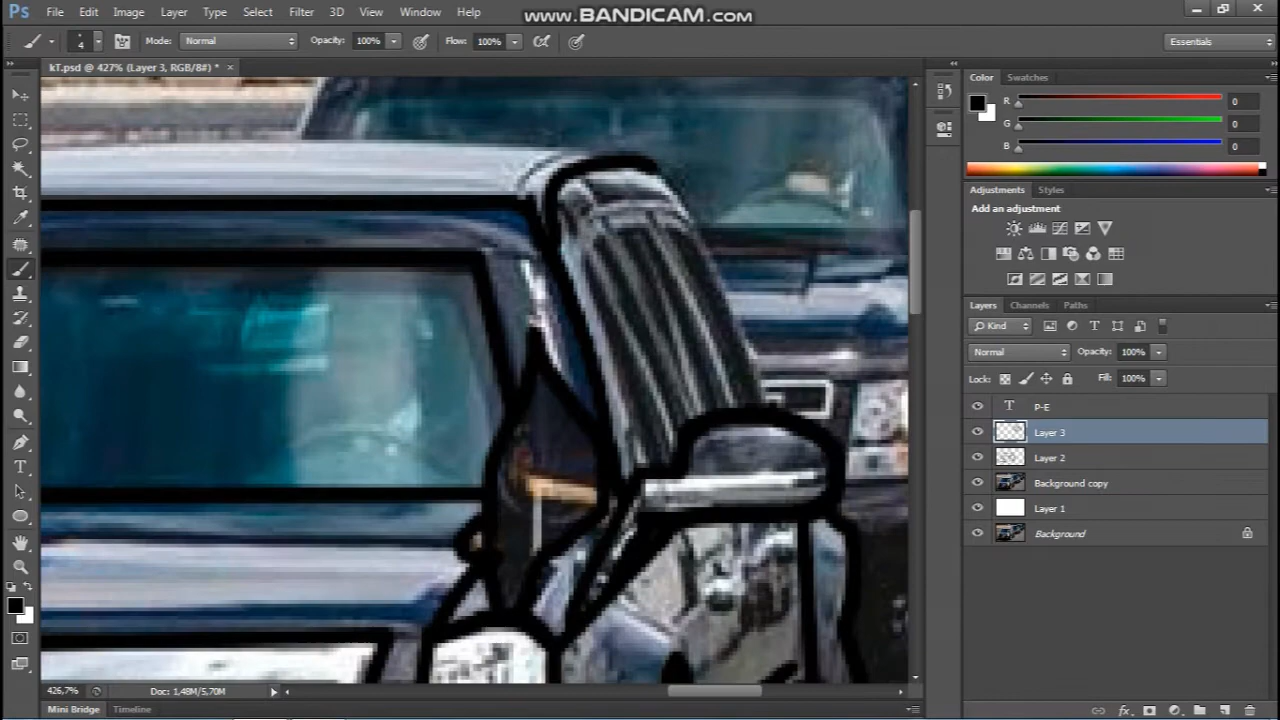 Ps File Edit Image Layer Type Select Filter 3D View Window Help
www.BANDICAM.com
4 Mode: Normal Opacity: 100% Flow: 100% Essentials
kT.psd @ 427% (Layer 3, RGB/8#) * ×
Color Swatches
R 0
G 0
B 0
Adjustments Styles
Add an adjustment
Layers Channels Paths
Kind
Normal Opacity: 100%
Lock: Fill: 100%
T P-E
Layer 3
Layer 2
Background copy
Layer 1
Background
426,7% Doc: 1,48M/5,70M
Mini Bridge Timeline